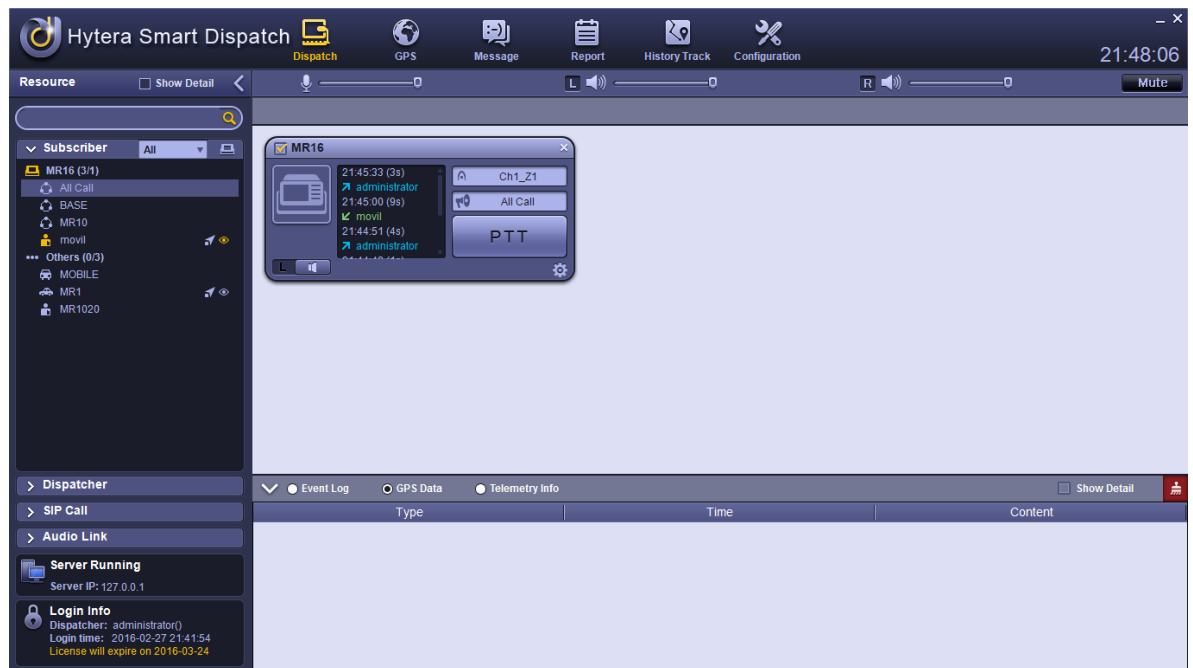 Hytera Smart Dispatch
Dispatch
GPS
Message
Report
History Track
Configuration
21:48:06
Resource
Show Detail
L
R
Mute
Subscriber
All
MR16 (3/1)
All Call
BASE
MR10
movil
Others (0/3)
MOBILE
MR1
MR1020
MR16
21:45:33 (3s)
administrator
21:45:00 (9s)
movil
21:44:51 (4s)
administrator
Ch1_Z1
All Call
PTT
L
Dispatcher
SIP Call
Audio Link
Server Running
Server IP: 127.0.0.1
Login Info
Dispatcher: administrator()
Login time: 2016-02-27 21:41:54
License will expire on 2016-03-24
Event Log
GPS Data
Telemetry Info
Show Detail
Type Time Content